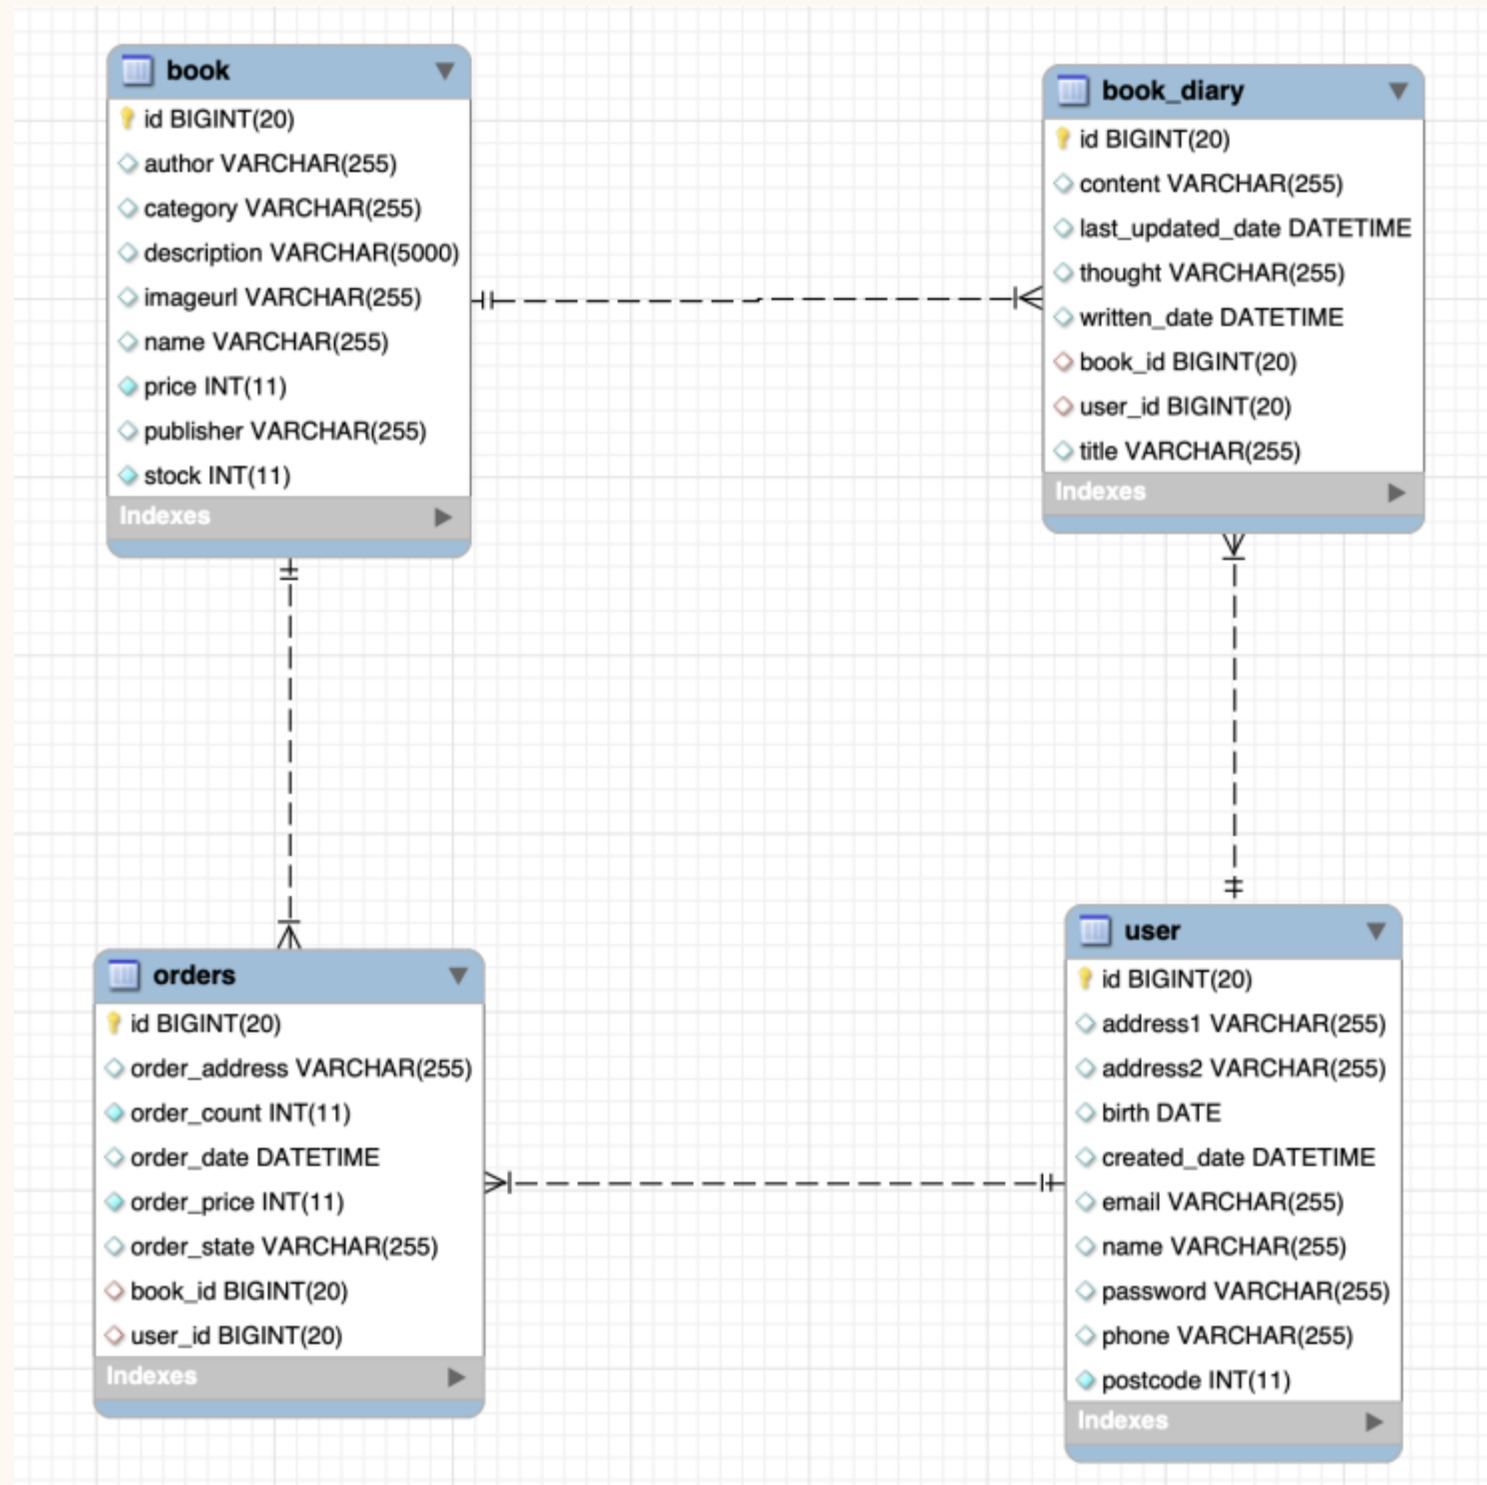 book
id BIGINT(20)
author VARCHAR(255)
category VARCHAR(255)
description VARCHAR(5000)
imageurl VARCHAR(255)
name VARCHAR(255)
price INT(11)
publisher VARCHAR(255)
stock INT(11)
Indexes
book_diary
id BIGINT(20)
content VARCHAR(255)
last_updated_date DATETIME
thought VARCHAR(255)
written_date DATETIME
book_id BIGINT(20)
user_id BIGINT(20)
title VARCHAR(255)
Indexes
orders
id BIGINT(20)
order_address VARCHAR(255)
order_count INT(11)
order_date DATETIME
order_price INT(11)
order_state VARCHAR(255)
book_id BIGINT(20)
user_id BIGINT(20)
Indexes
user
id BIGINT(20)
address1 VARCHAR(255)
address2 VARCHAR(255)
birth DATE
created_date DATETIME
email VARCHAR(255)
name VARCHAR(255)
password VARCHAR(255)
phone VARCHAR(255)
postcode INT(11)
Indexes